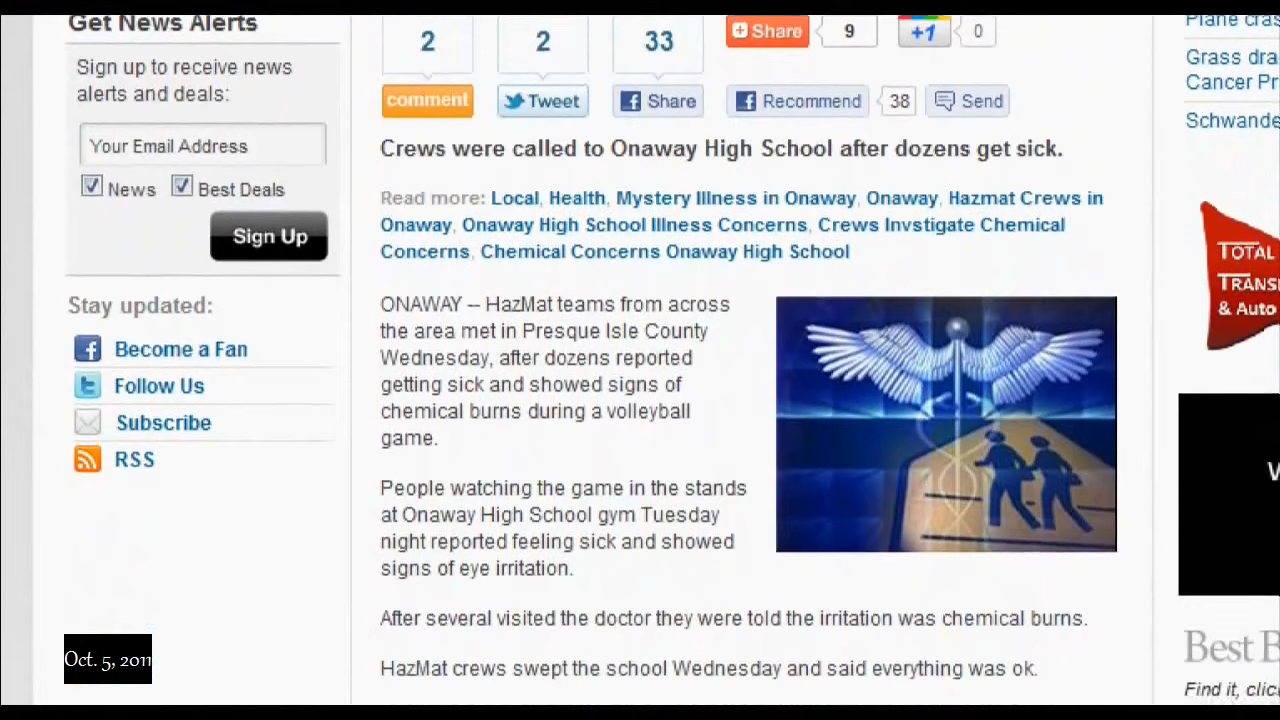 Get News Alerts
Sign up to receive news
alerts and deals:
Your Email Address
News Best Deals
Sign Up
Stay updated:
Become a Fan
Follow Us
Subscribe
RSS
Oct. 5, 2011
2 2 33 Share 9 +1 0
comment Tweet Share Recommend 38 Send
Crews were called to Onaway High School after dozens get sick.
Read more: Local, Health, Mystery Illness in Onaway, Onaway, Hazmat Crews in
Onaway, Onaway High School Illness Concerns, Crews Invstigate Chemical
Concerns, Chemical Concerns Onaway High School
ONAWAY -- HazMat teams from across
the area met in Presque Isle County
Wednesday, after dozens reported
getting sick and showed signs of
chemical burns during a volleyball
game.
People watching the game in the stands
at Onaway High School gym Tuesday
night reported feeling sick and showed
signs of eye irritation.
After several visited the doctor they were told the irritation was chemical burns.
HazMat crews swept the school Wednesday and said everything was ok.
Plane cras
Grass dra
Cancer Pr
Schwande
TOTAL
TRANS
& Auto
Best B
Find it, clic